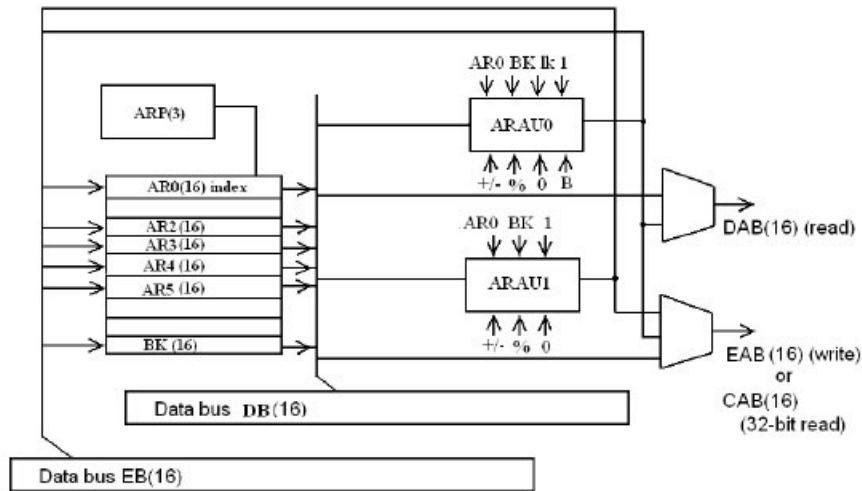 AR0 BK lk 1
ARP(3)
ARAU0
+/- % 0 B
AR0(16) index
AR2 (16)
AR3 (16)
AR4 (16)
AR5 (16)
BK (16)
AR0 BK 1
ARAU1
+/- % 0
DAB(16) (read)
EAB (16) (write)
or
CAB(16)
(32-bit read)
Data bus DB (16)
Data bus EB(16)